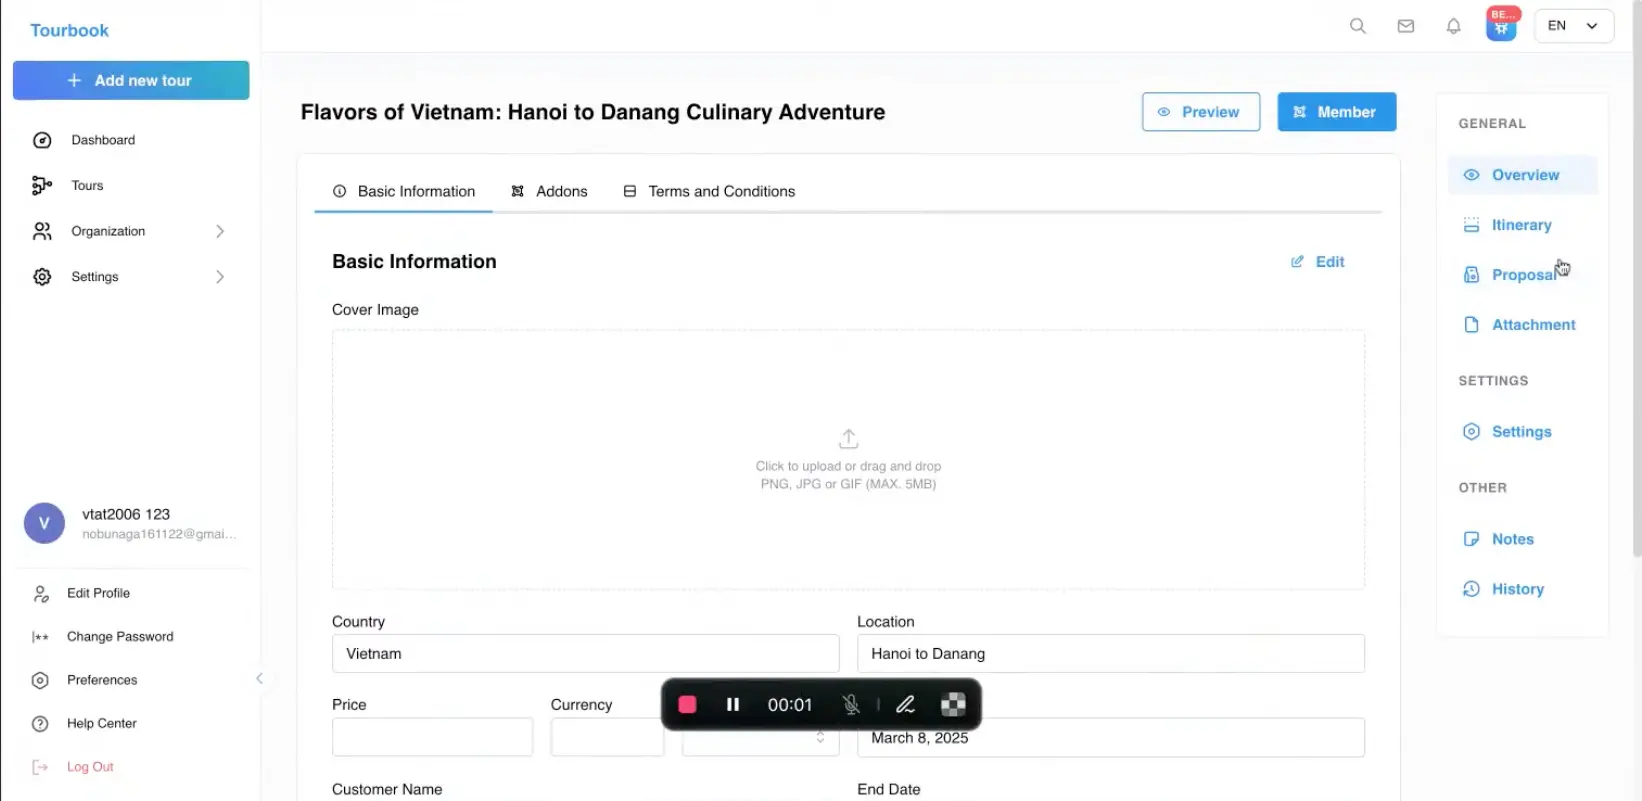 Tourbook
BE...
EN
+ Add new tour
Dashboard
Tours
Organization
Settings
Flavors of Vietnam: Hanoi to Danang Culinary Adventure
Preview
Member
Basic Information
Addons
Terms and Conditions
Basic Information
Edit
Cover Image
Click to upload or drag and drop
PNG, JPG or GIF (MAX. 5MB)
Country
Location
Vietnam
Hanoi to Danang
Price
Currency
March 8, 2025
Customer Name
End Date
00:01
GENERAL
Overview
Itinerary
Proposal
Attachment
SETTINGS
Settings
OTHER
Notes
History
V
vtat2006 123
nobunaga161122@gmai...
Edit Profile
Change Password
Preferences
Help Center
Log Out